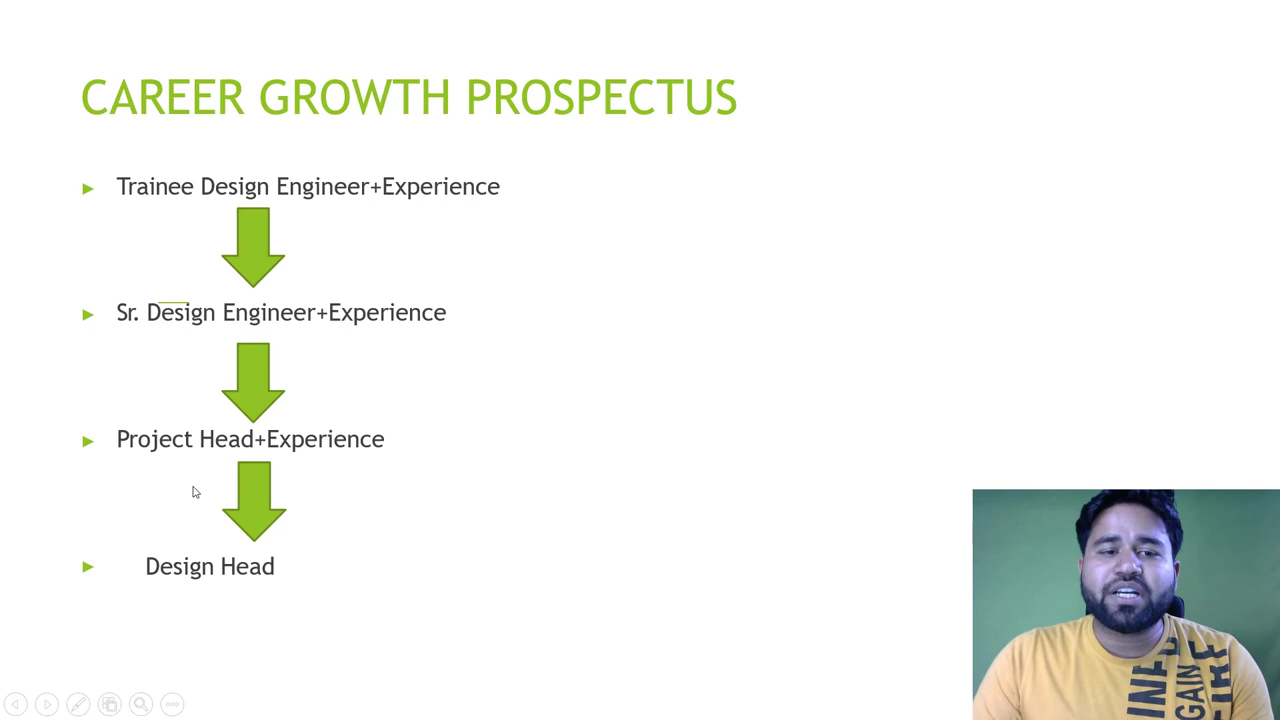 CAREER GROWTH PROSPECTUS
Trainee Design Engineer+Experience
Sr. Design Engineer+Experience
Project Head+Experience
Design Head